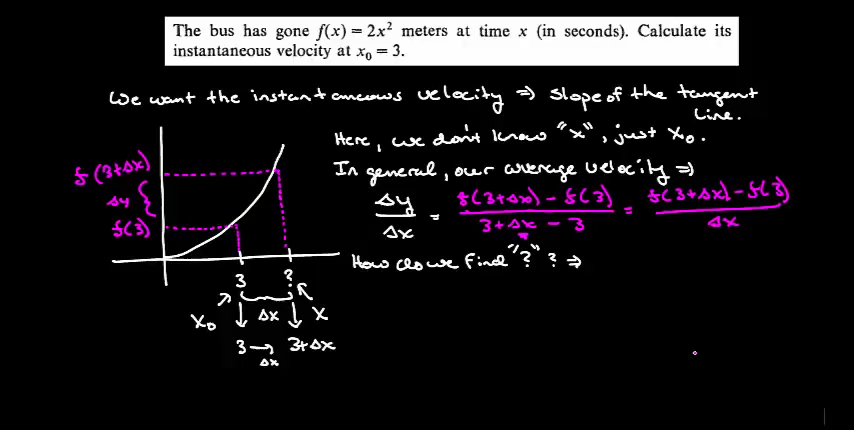 The bus has gone f(x) = 2x² meters at time x (in seconds). Calculate its
instantaneous velocity at x₀ = 3.
We want the instantaneous velocity ⇒ slope of the tangent
Line.
Here, we don't know "x", just x₀.
In general, our average velocity ⇒
Δy/Δx = f(3+Δx) - f(3) / 3+Δx - 3 = f(3+Δx) - f(3) / Δx
How do we find "?" ? ⇒
f(3+Δx)
Δy {
f(3)
3 ?
x₀ Δx x
3 → 3+Δx
Δx